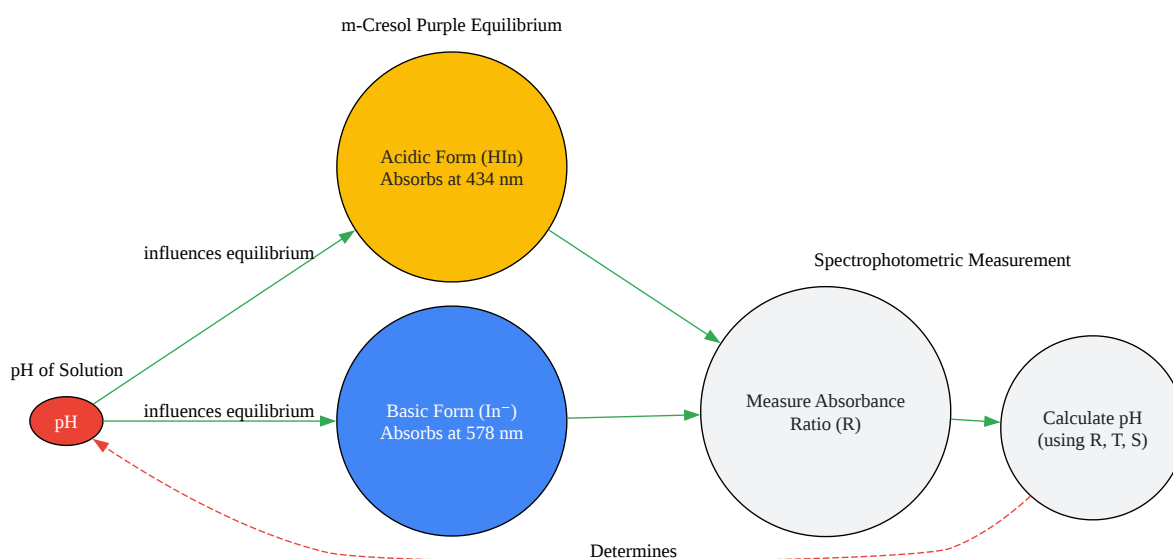 m-Cresol Purple Equilibrium
Acidic Form (HIn)
Absorbs at 434 nm
influences equilibrium
Spectrophotometric Measurement
pH of Solution
pH
influences equilibrium
Basic Form (In⁻)
Absorbs at 578 nm
Measure Absorbance
Ratio (R)
Calculate pH
(using R, T, S)
Determines